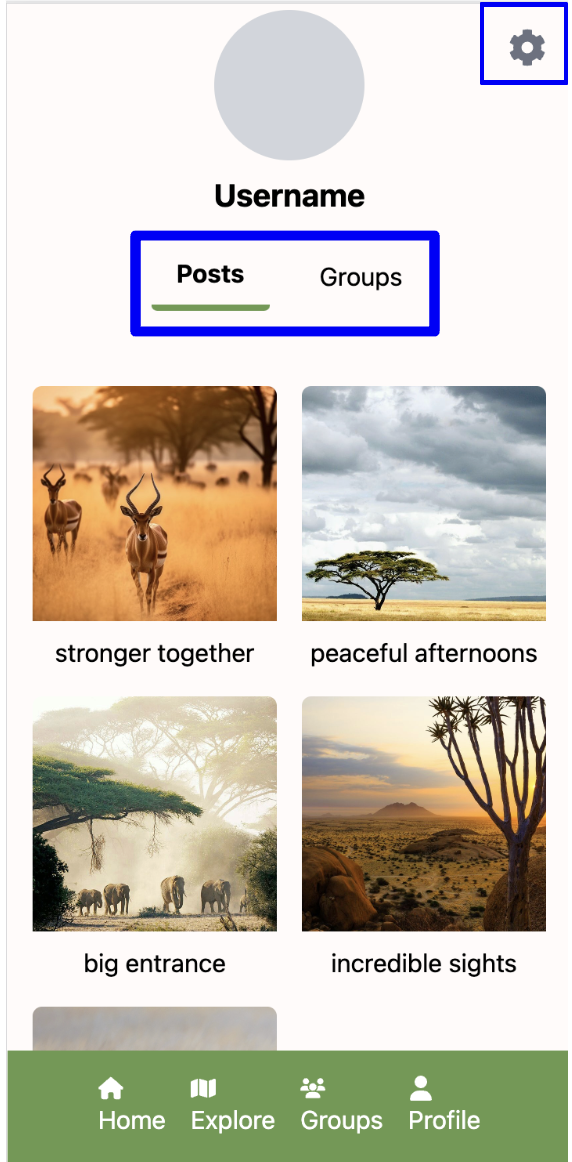 Username
Posts Groups
stronger together peaceful afternoons
big entrance incredible sights
Home Explore Groups Profile